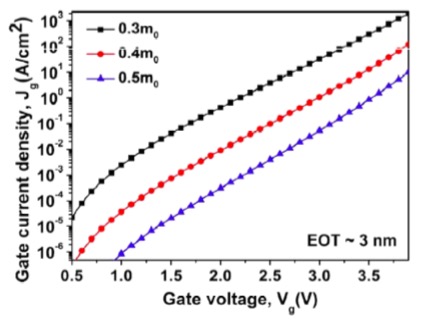 10³
10²
10¹
10⁰
10⁻¹
10⁻²
10⁻³
10⁻⁴
10⁻⁵
10⁻⁶
Gate current density, J_g(A/cm²)
0.3m₀
0.4m₀
0.5m₀
EOT ~ 3 nm
0.5 1.0 1.5 2.0 2.5 3.0 3.5
Gate voltage, V_g(V)